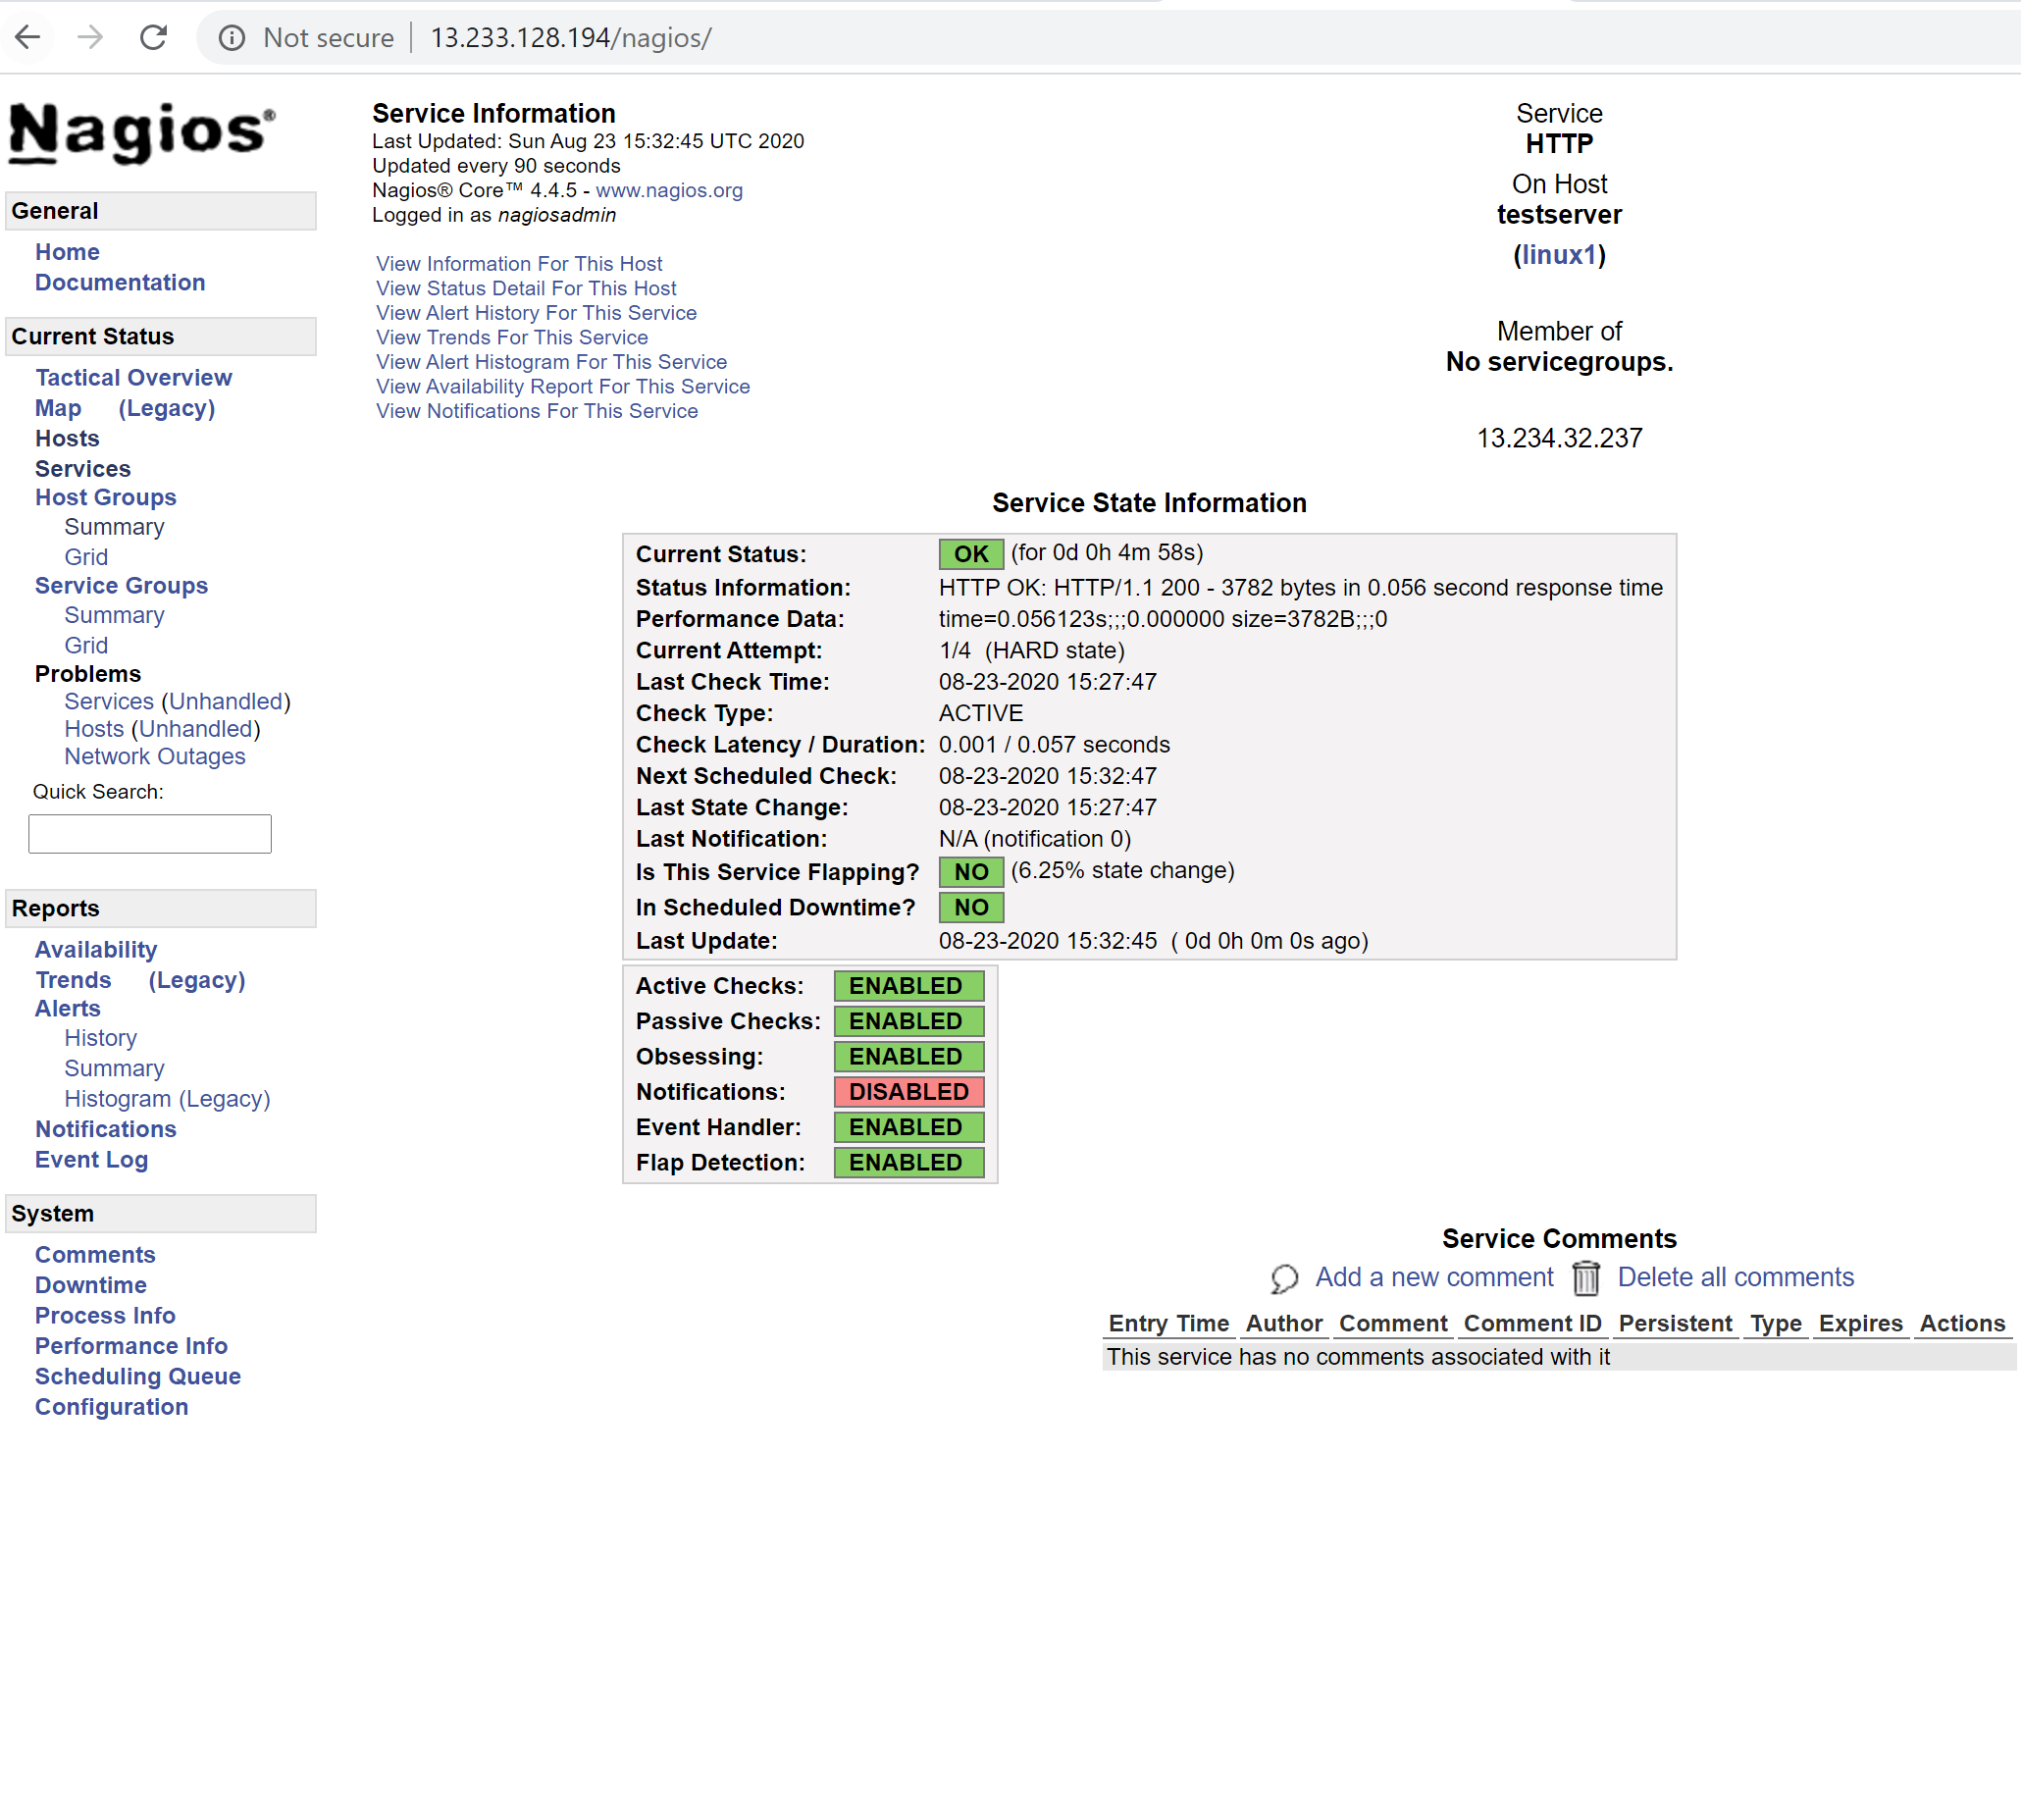 Not secure | 13.233.128.194/nagios/
Nagios®
General
Home
Documentation
Current Status
Tactical Overview
Map (Legacy)
Hosts
Services
Host Groups
Summary
Grid
Service Groups
Summary
Grid
Problems
Services (Unhandled)
Hosts (Unhandled)
Network Outages
Quick Search:
Reports
Availability
Trends (Legacy)
Alerts
History
Summary
Histogram (Legacy)
Notifications
Event Log
System
Comments
Downtime
Process Info
Performance Info
Scheduling Queue
Configuration
Service Information
Last Updated: Sun Aug 23 15:32:45 UTC 2020
Updated every 90 seconds
Nagios® Core™ 4.4.5 - www.nagios.org
Logged in as nagiosadmin
View Information For This Host
View Status Detail For This Host
View Alert History For This Service
View Trends For This Service
View Alert Histogram For This Service
View Availability Report For This Service
View Notifications For This Service
Service
HTTP
On Host
testserver
(linux1)
Member of
No servicegroups.
13.234.32.237
Service State Information
Current Status: OK (for 0d 0h 4m 58s)
Status Information: HTTP OK: HTTP/1.1 200 - 3782 bytes in 0.056 second response time
Performance Data: time=0.056123s;;;0.000000 size=3782B;;;0
Current Attempt: 1/4 (HARD state)
Last Check Time: 08-23-2020 15:27:47
Check Type: ACTIVE
Check Latency / Duration: 0.001 / 0.057 seconds
Next Scheduled Check: 08-23-2020 15:32:47
Last State Change: 08-23-2020 15:27:47
Last Notification: N/A (notification 0)
Is This Service Flapping? NO (6.25% state change)
In Scheduled Downtime? NO
Last Update: 08-23-2020 15:32:45 ( 0d 0h 0m 0s ago)
Active Checks: ENABLED
Passive Checks: ENABLED
Obsessing: ENABLED
Notifications: DISABLED
Event Handler: ENABLED
Flap Detection: ENABLED
Service Comments
Add a new comment Delete all comments
Entry Time Author Comment Comment ID Persistent Type Expires Actions
This service has no comments associated with it